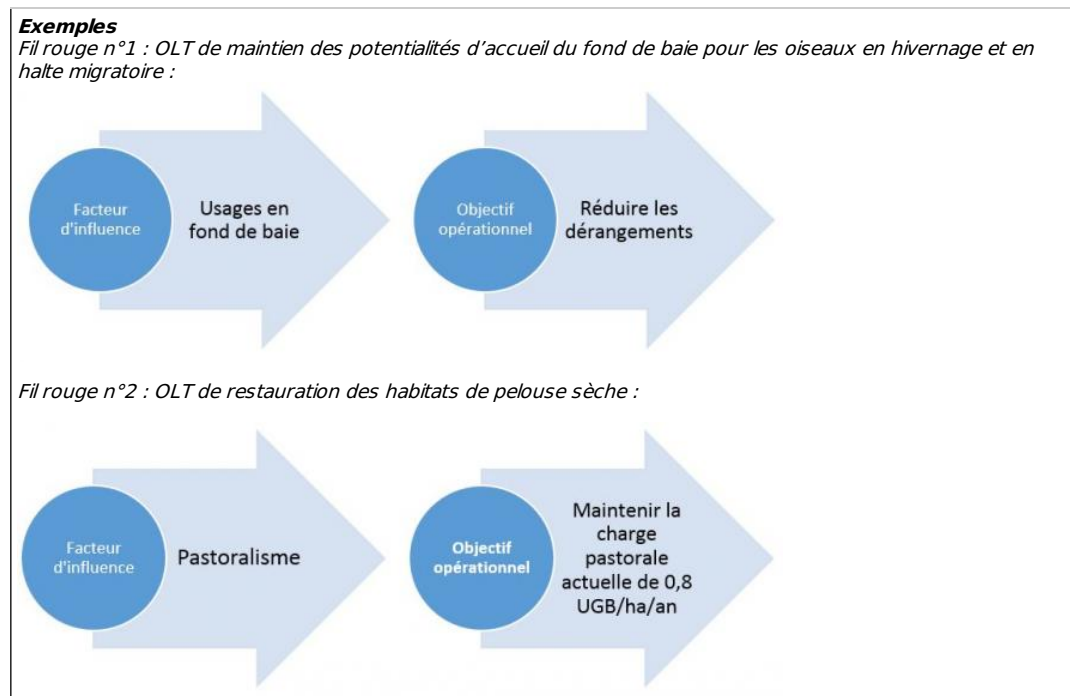 Exemples
Fil rouge n°1 : OLT de maintien des potentialités d’accueil du fond de baie pour les oiseaux en hivernage et en
halte migratoire :
Facteur
d'influence
Usages en
fond de baie
Objectif
opérationnel
Réduire les
dérangements
Fil rouge n°2 : OLT de restauration des habitats de pelouse sèche :
Facteur
d'influence
Pastoralisme
Objectif
opérationnel
Maintenir la
charge
pastorale
actuelle de 0,8
UGB/ha/an